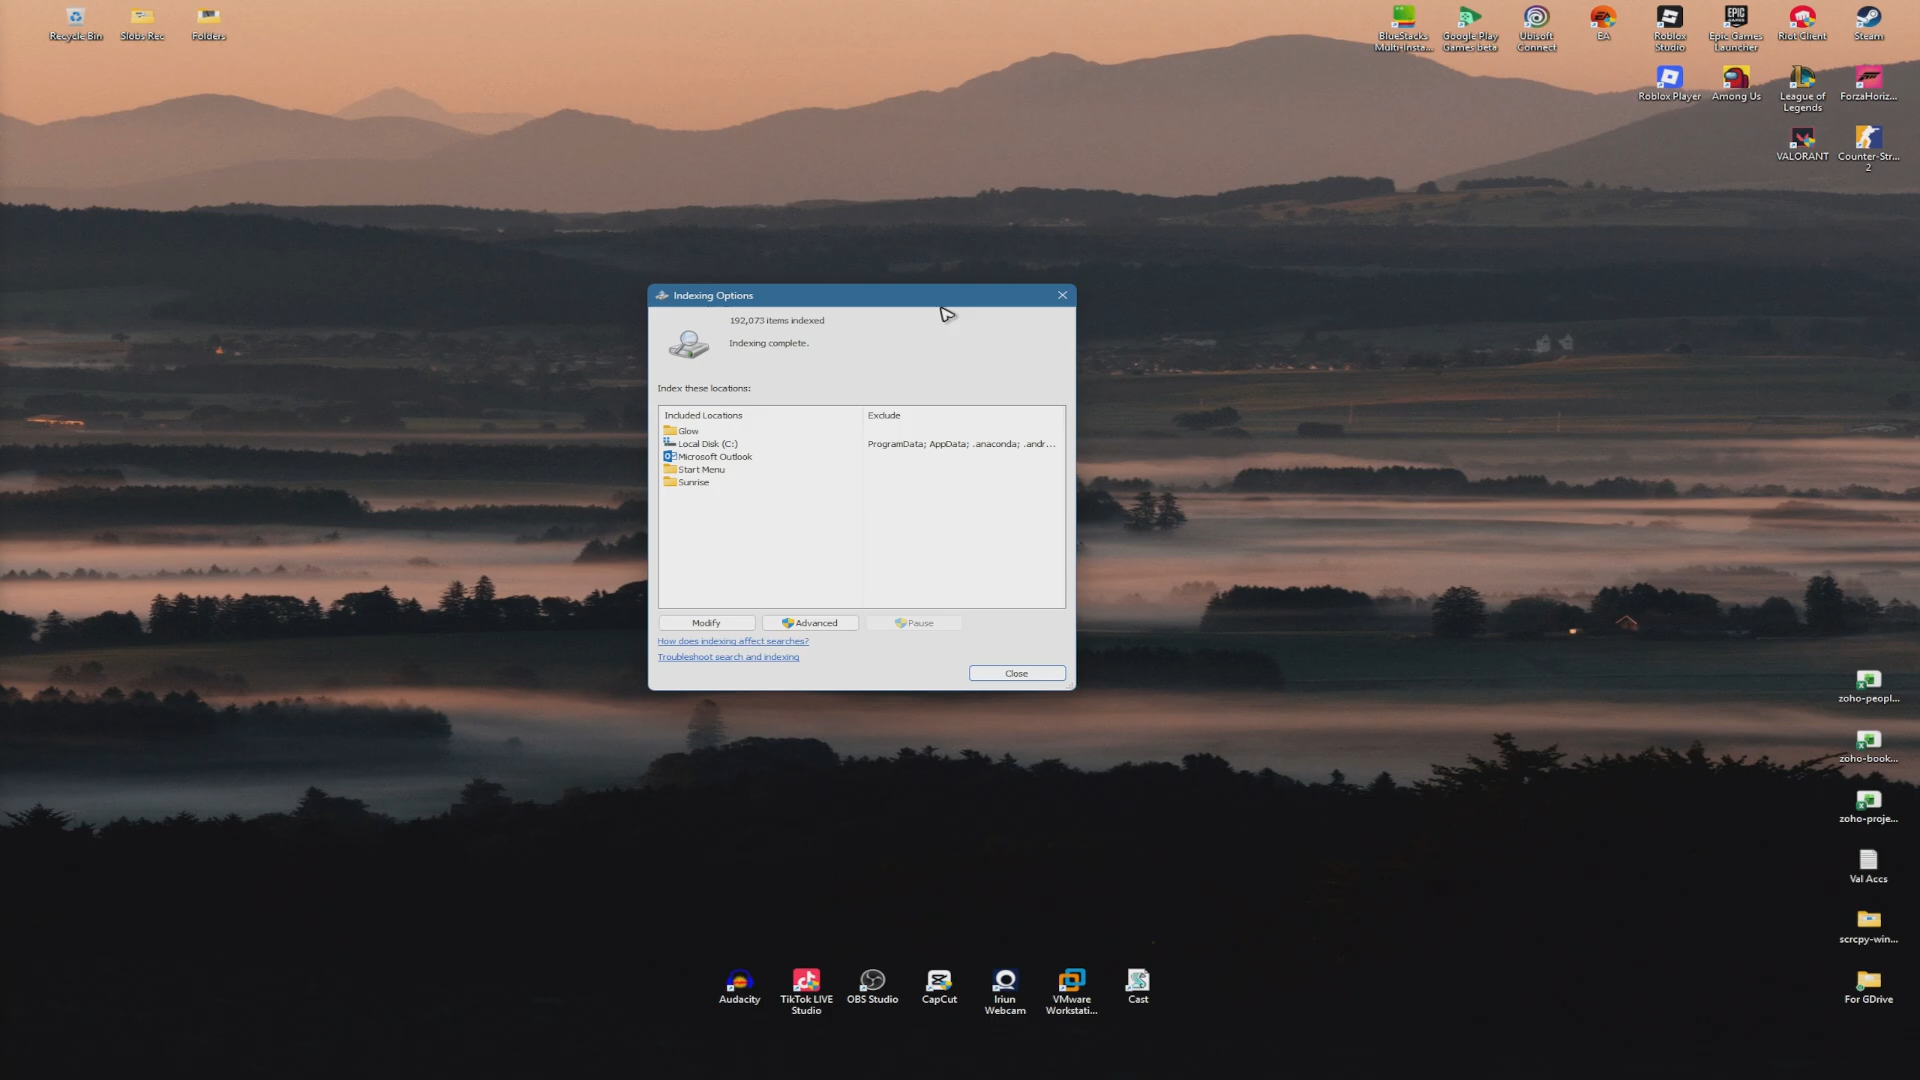 Recycle Bin
Slobs Rec
Folders
BlueStacks
Multi-Insta...
Google Play
Games beta
Ubisoft
Connect
EA
Roblox
Studio
EPIC
GAMES
Epic Games
Launcher
Riot Client
Steam
Roblox Player
Among Us
League of
Legends
ForzaHoriz...
VALORANT
Counter-Str...
2
Indexing Options
192,073 items indexed
Indexing complete.
Index these locations:
Included Locations
Exclude
Glow
Local Disk (C:)
ProgramData; AppData; .anaconda; .andr...
Microsoft Outlook
Start Menu
Sunrise
Modify
Advanced
Pause
How does indexing affect searches?
Troubleshoot search and indexing
Close
zoho-peopl...
zoho-book...
zoho-proje...
Val Accs
scrcpy-win...
For GDrive
Audacity
TikTok LIVE
Studio
OBS Studio
CapCut
Iriun
Webcam
VMware
Workstati...
Cast